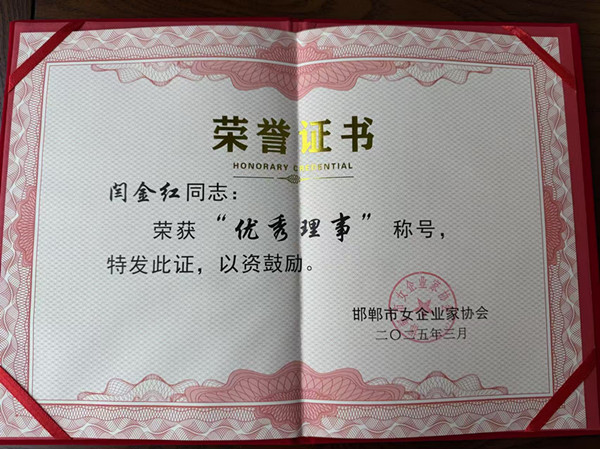 荣誉证书
HONORARY CREDENTIAL
闫金红同志：
荣获“优秀理事”称号，
特发此证，以资鼓励。
邯郸市女企业家协会
二〇二五年三月